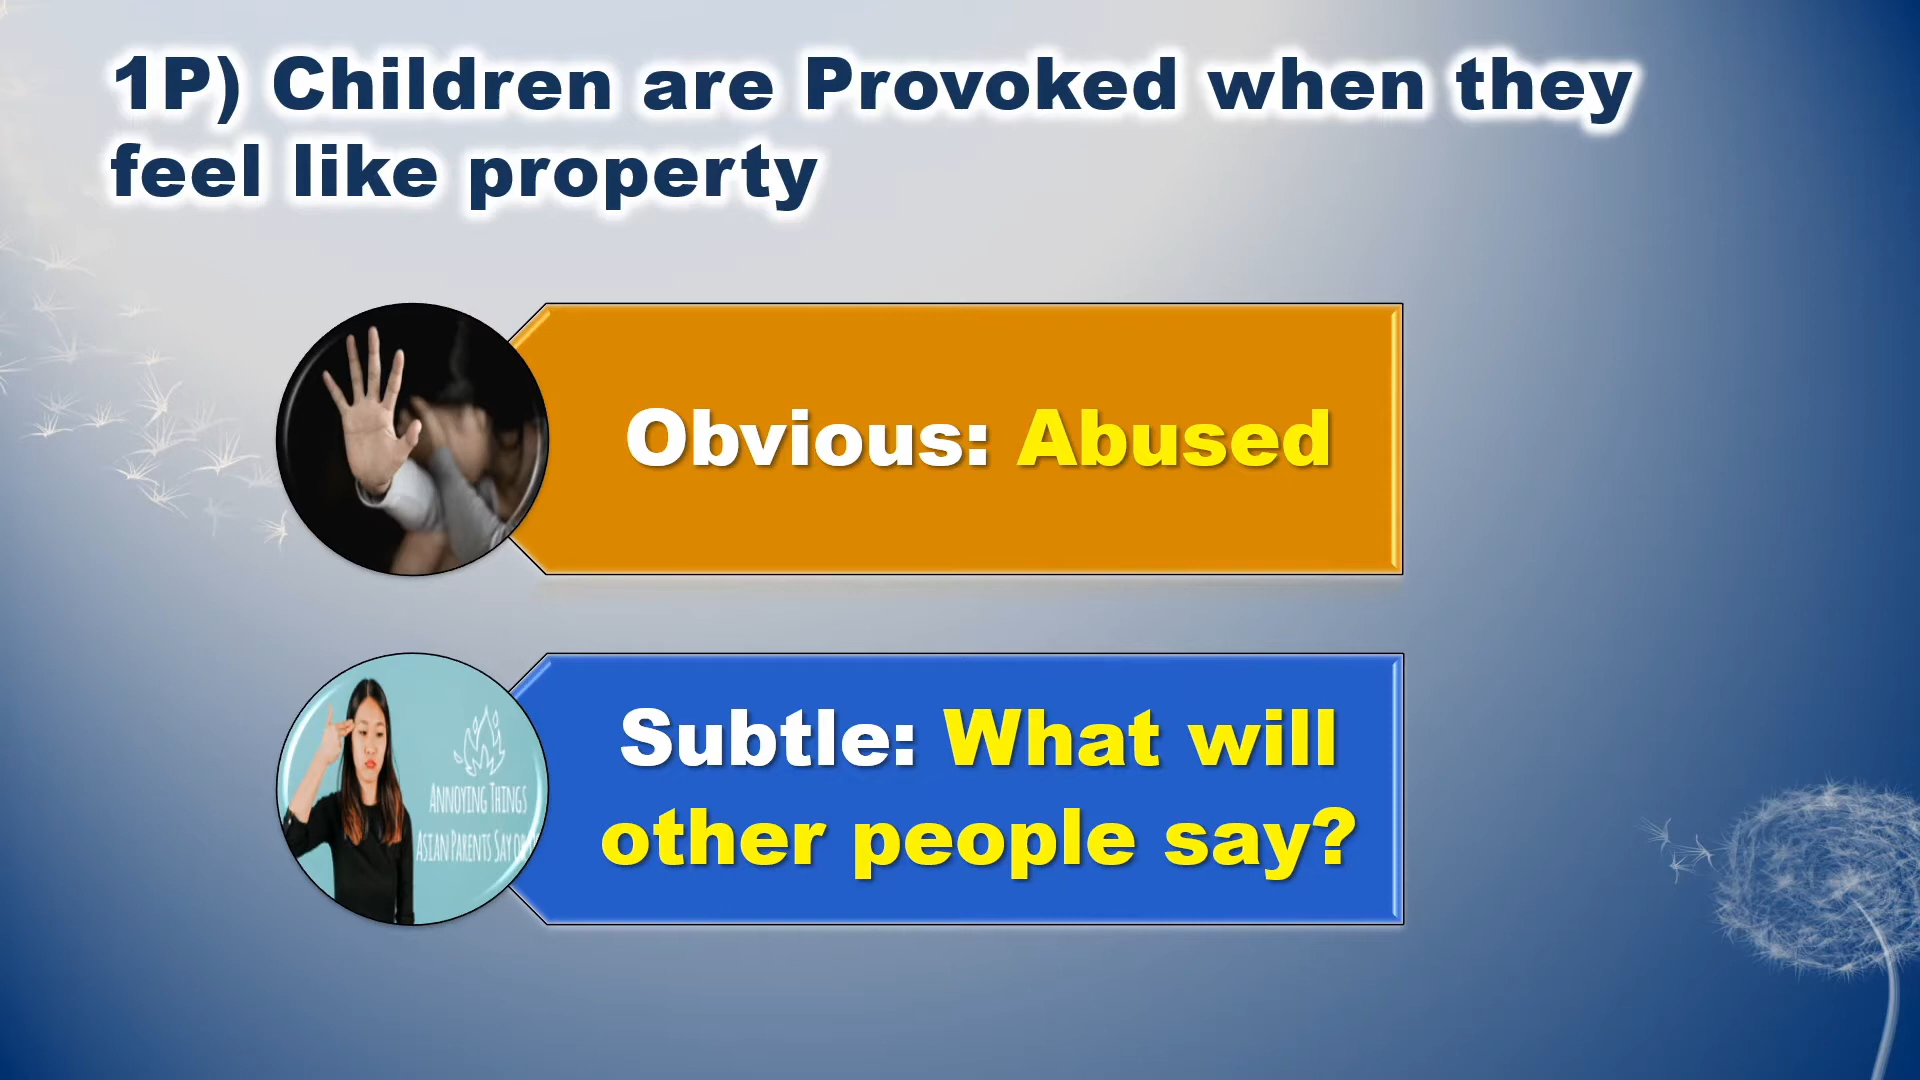 1P) Children are Provoked when they
feel like property
Obvious: Abused
Subtle: What will
other people say?
ANNOYING THINGS
ASIAN PARENTS SAY